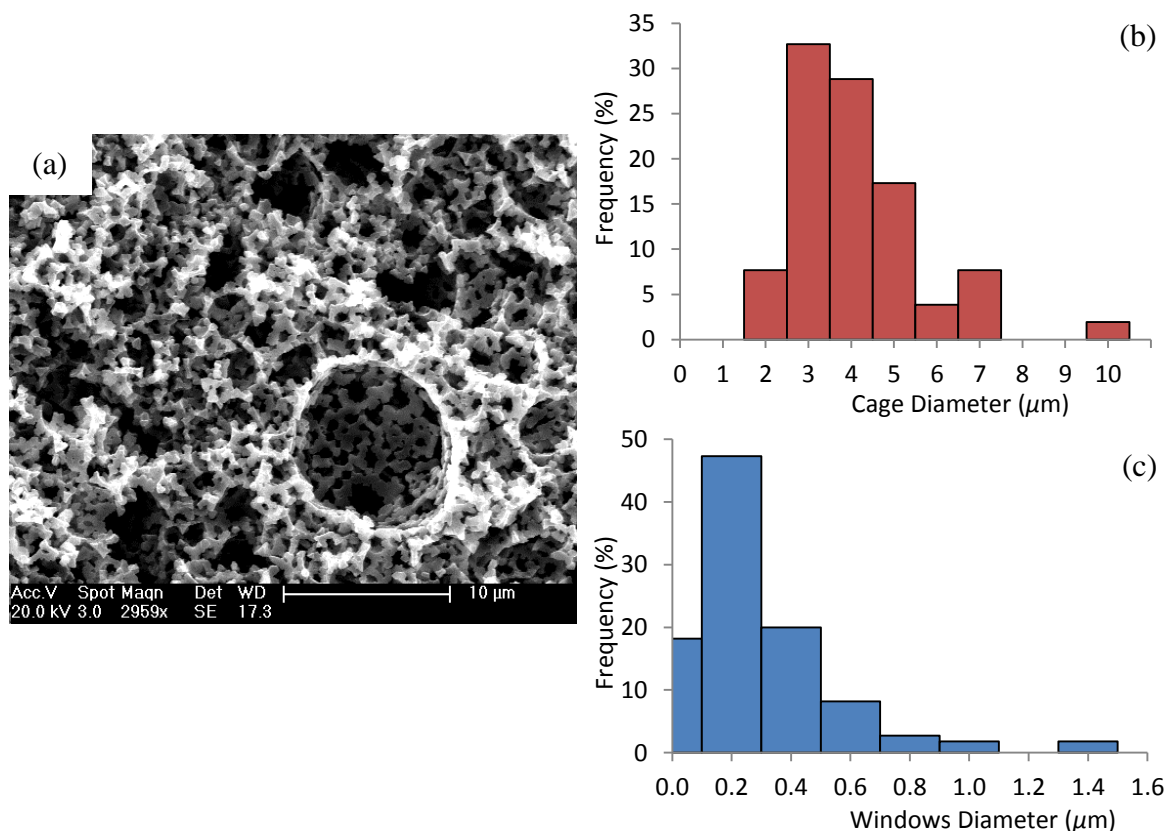 (a)
Acc.V Spot Magn Det WD 10 µm
20.0 kV 3.0 2959x SE 17.3
(b)
Frequency (%)
35
30
25
20
15
10
5
0
0 1 2 3 4 5 6 7 8 9 10
Cage Diameter (µm)
(c)
Frequency (%)
50
40
30
20
10
0
0.0 0.2 0.4 0.6 0.8 1.0 1.2 1.4 1.6
Windows Diameter (µm)